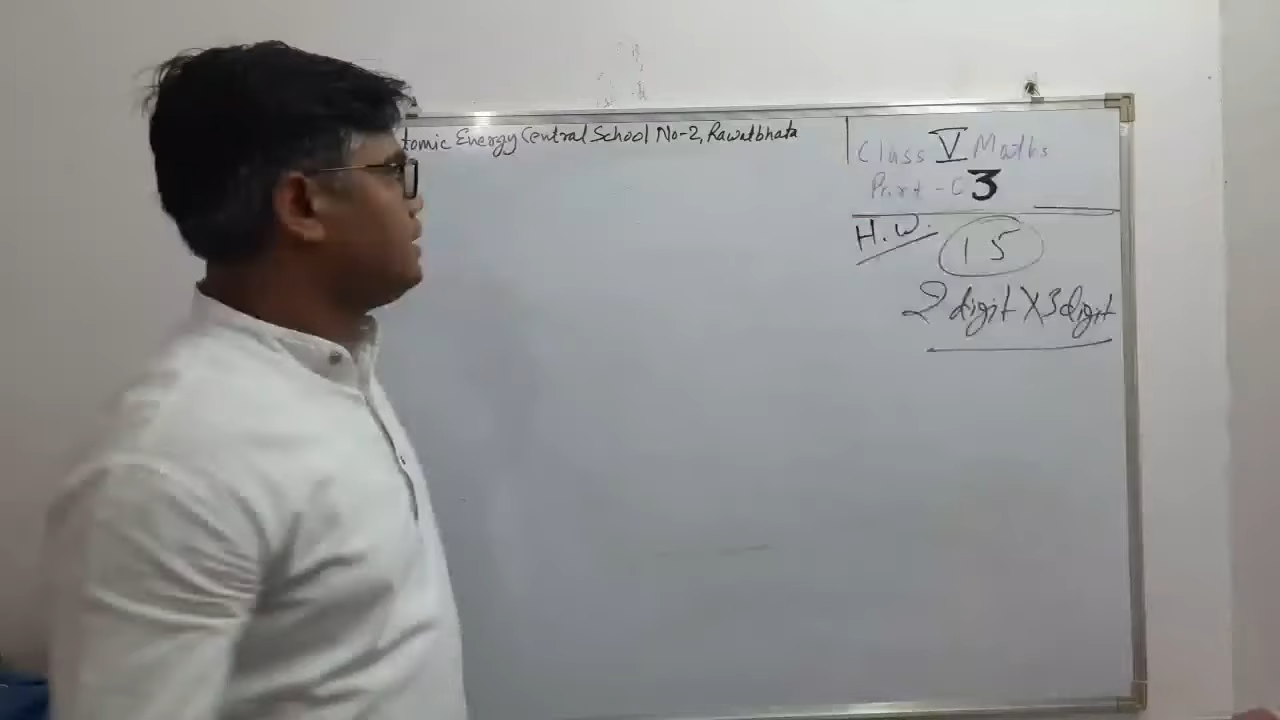 tomic Energy Central School No-2, Rawatbhata
Class V Maths
Part - C 3
H.W. 15
2 digit X 3 digit